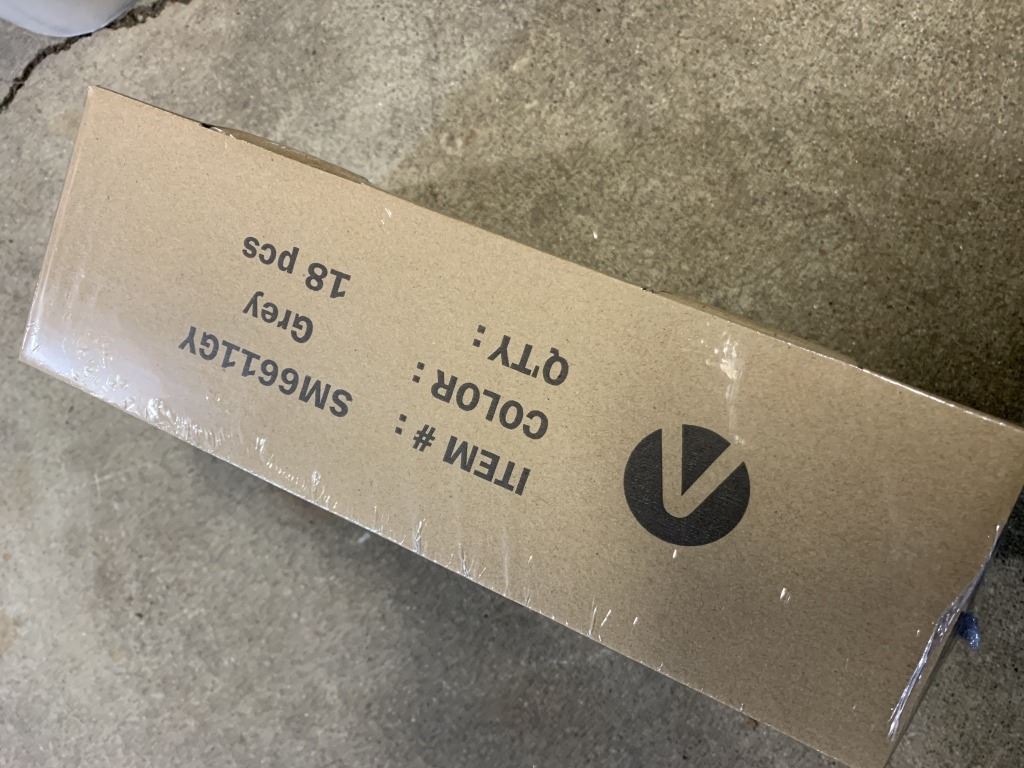 ITEM # : SM6611GY
COLOR : Grey
Q'TY : 18 pcs